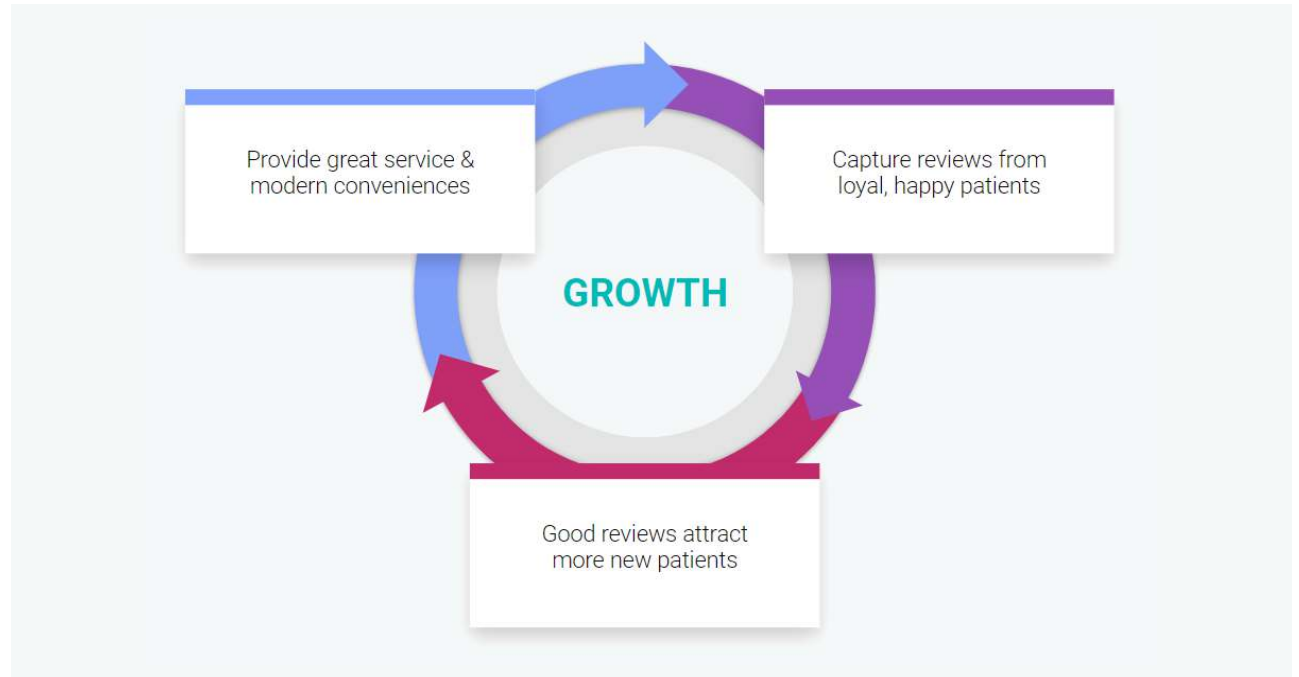 Provide great service &
modern conveniences
Capture reviews from
loyal, happy patients
GROWTH
Good reviews attract
more new patients